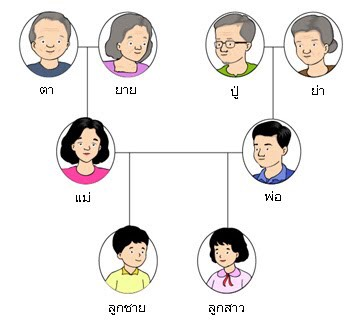 ตา ยาย ปู่ ย่า
แม่ พ่อ
ลูกชาย ลูกสาว